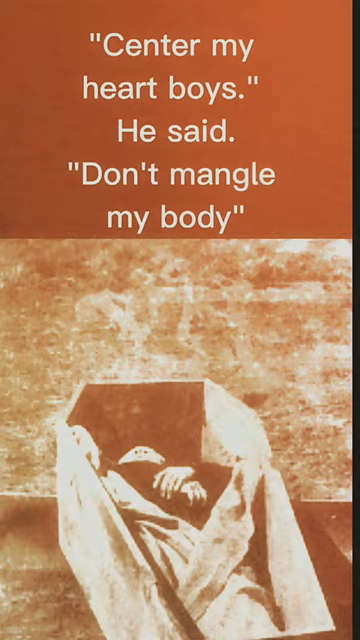 "Center my
heart boys."
He said.
"Don't mangle
my body"